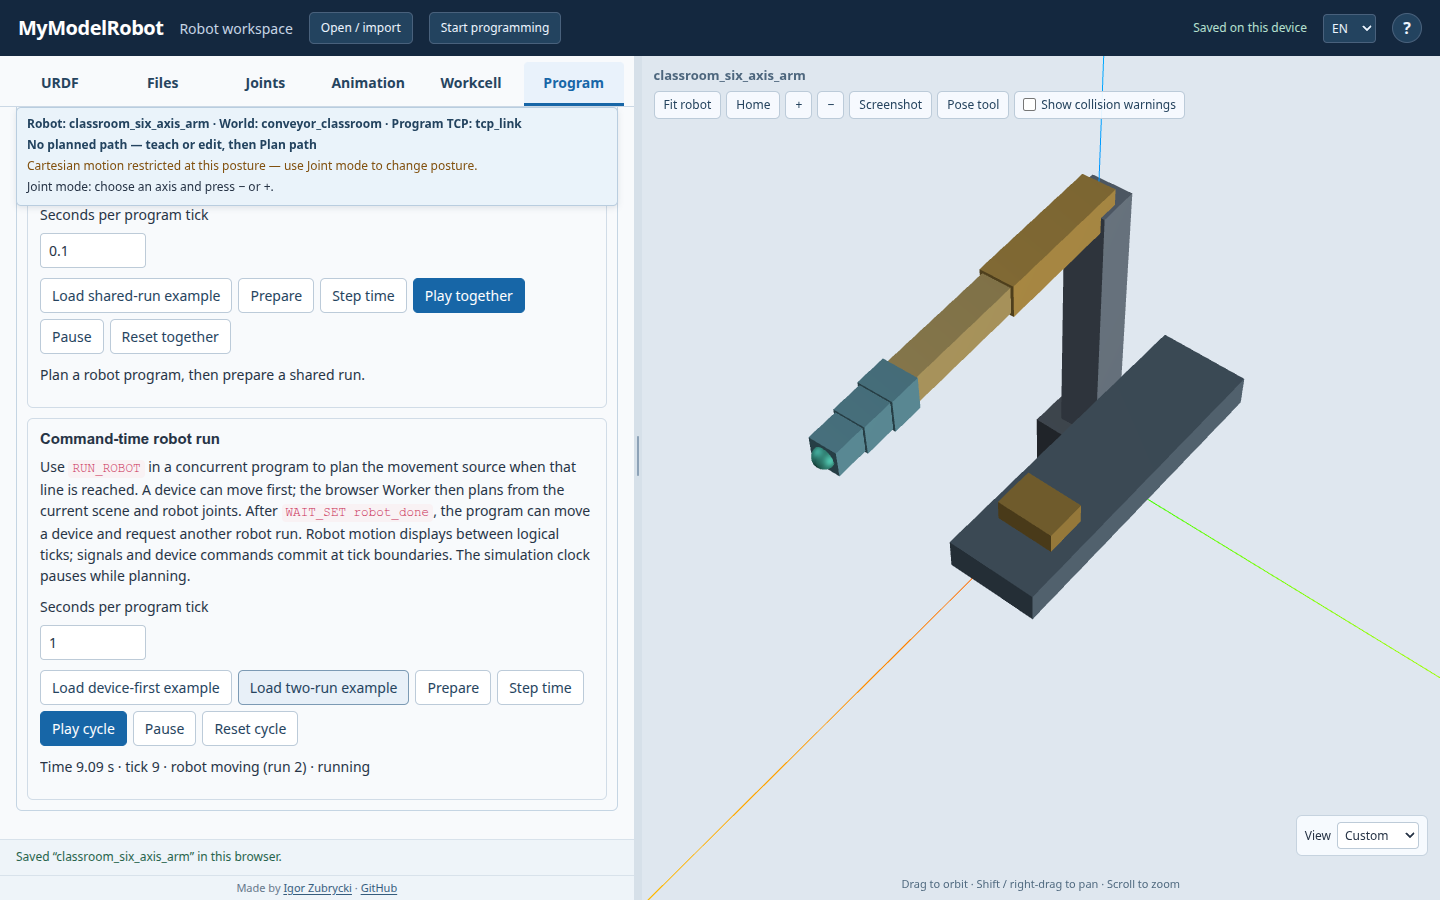 MyModelRobot Robot workspace Open / import Start programming Saved on this device EN ?
URDF Files Joints Animation Workcell Program
Robot: classroom_six_axis_arm · World: conveyor_classroom · Program TCP: tcp_link
No planned path — teach or edit, then Plan path
Cartesian motion restricted at this posture — use Joint mode to change posture.
Joint mode: choose an axis and press − or +.
Seconds per program tick
0.1
Load shared-run example Prepare Step time Play together
Pause Reset together
Plan a robot program, then prepare a shared run.
Command-time robot run
Use RUN_ROBOT in a concurrent program to plan the movement source when that
line is reached. A device can move first; the browser Worker then plans from the
current scene and robot joints. After WAIT_SET robot_done , the program can move
a device and request another robot run. Robot motion displays between logical
ticks; signals and device commands commit at tick boundaries. The simulation clock
pauses while planning.
Seconds per program tick
1
Load device-first example Load two-run example Prepare Step time
Play cycle Pause Reset cycle
Time 9.09 s · tick 9 · robot moving (run 2) · running
Saved “classroom_six_axis_arm” in this browser.
Made by Igor Zubrycki · GitHub
classroom_six_axis_arm
Fit robot Home + − Screenshot Pose tool Show collision warnings
View Custom
Drag to orbit · Shift / right-drag to pan · Scroll to zoom